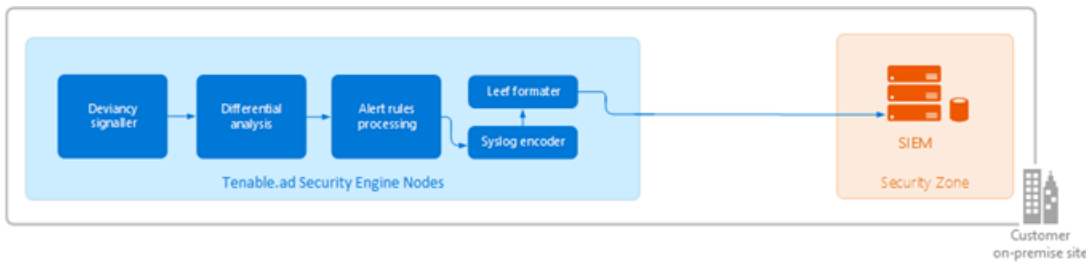 Deviancy
signaller
Differential
analysis
Alert rules
processing
Leef formater
Syslog encoder
Tenable.ad Security Engine Nodes
SIEM
Security Zone
Customer
on-premise site